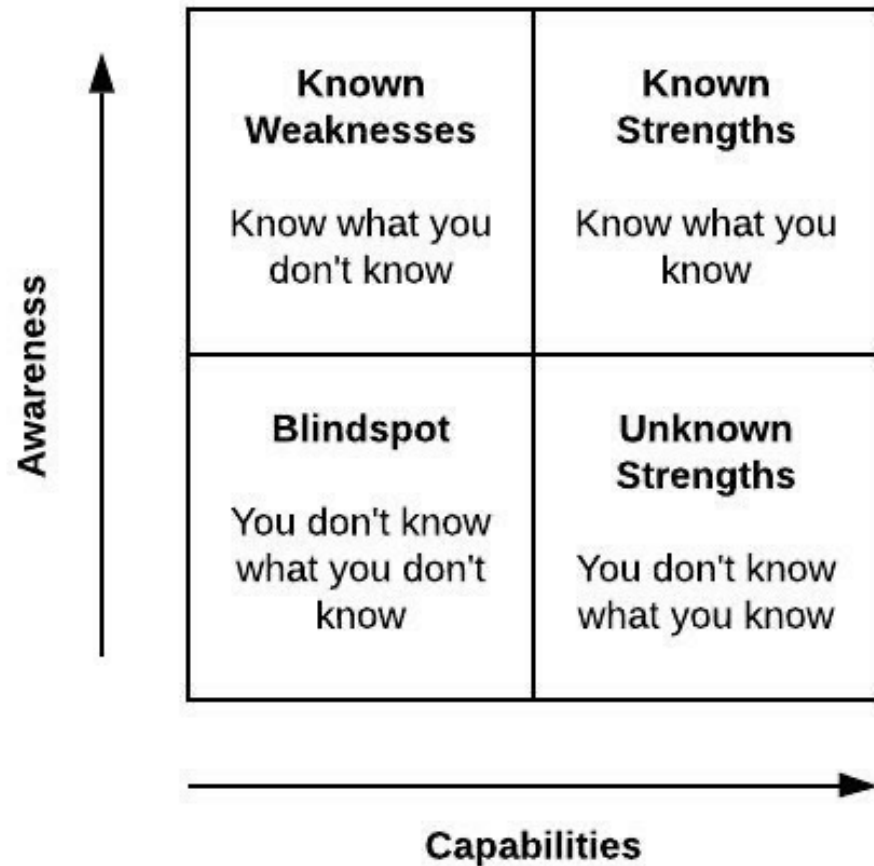 Awareness
Known
Weaknesses
Know what you
don't know
Known
Strengths
Know what you
know
Blindspot
You don't know
what you don't
know
Unknown
Strengths
You don't know
what you know
Capabilities